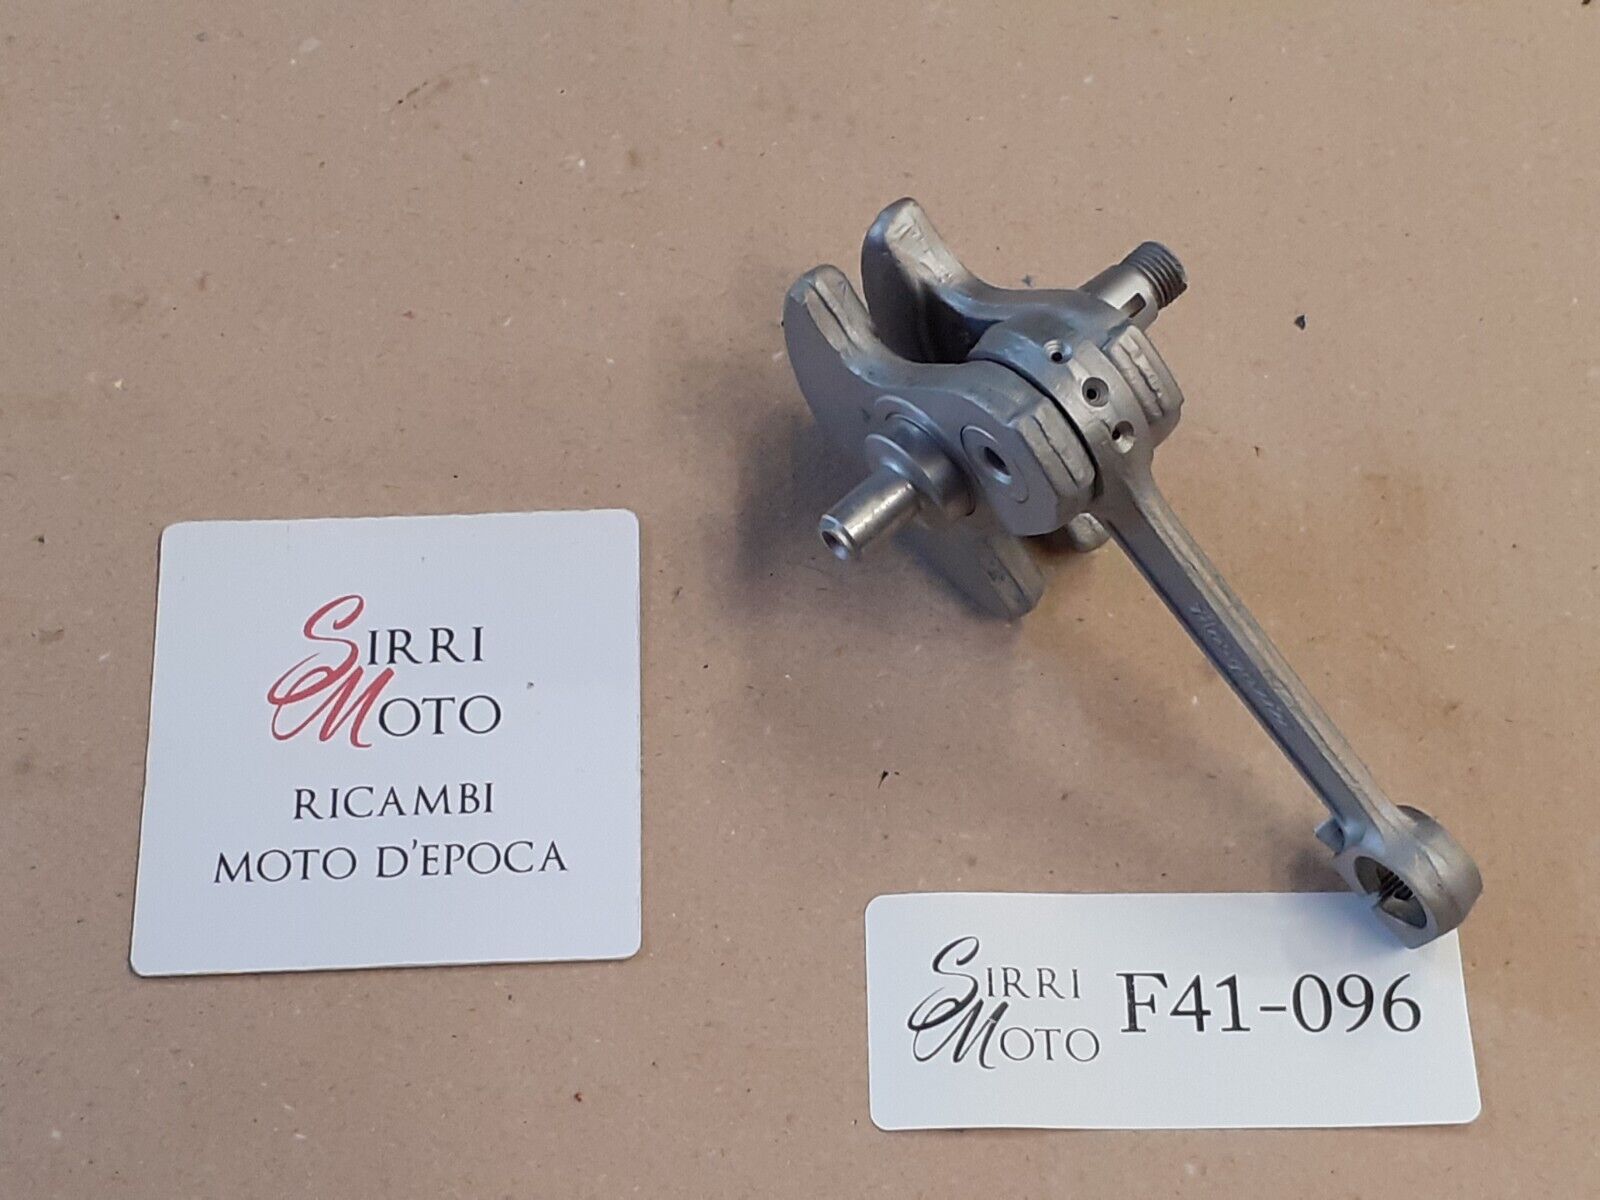 SIRRI
MOTO
RICAMBI
MOTO D'EPOCA
SIRRI
MOTO
F41-096